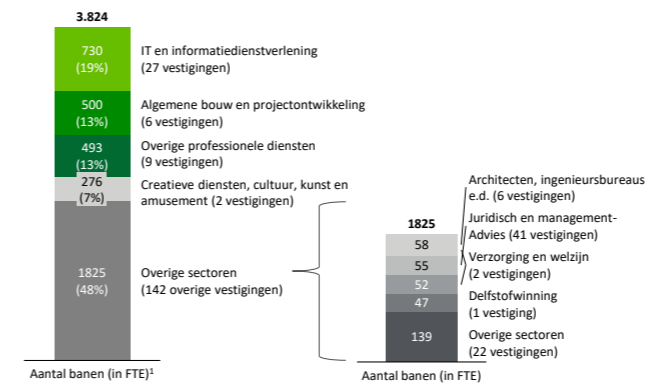 3.824
730
(19%)
IT en informatiedienstverlening
(27 vestigingen)
500
(13%)
Algemene bouw en projectontwikkeling
(6 vestigingen)
493
(13%)
Overige professionele diensten
(9 vestigingen)
276
(7%)
Creatieve diensten, cultuur, kunst en
amusement (2 vestigingen)
1825
(48%)
Overige sectoren
(142 overige vestigingen)
Aantal banen (in FTE)¹
1825
58
55
52
47
139
Architecten, ingenieursbureaus
e.d. (6 vestigingen)
Juridisch en management-
Advies (41 vestigingen)
Verzorging en welzijn
(2 vestigingen)
Delfstofwinning
(1 vestiging)
Overige sectoren
(22 vestigingen)
Aantal banen (in FTE)